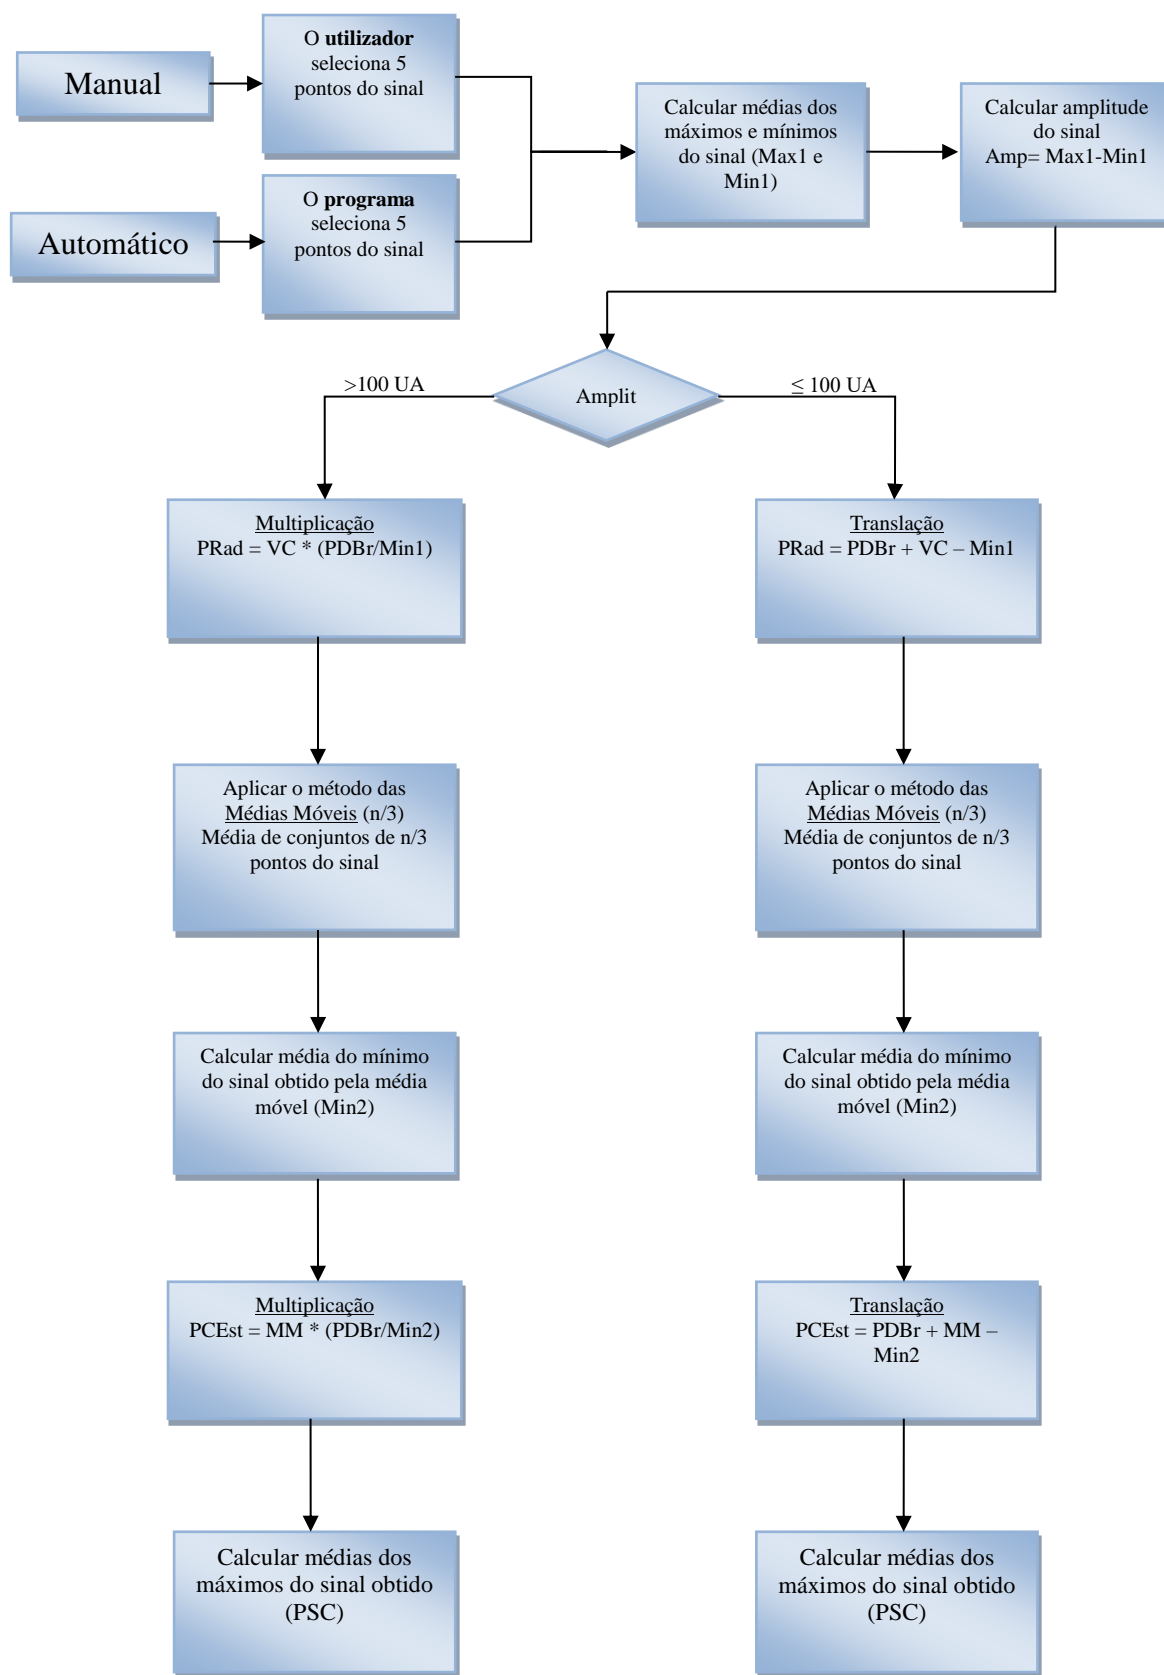 Manual
O utilizador
seleciona 5
pontos do sinal
Automático
O programa
seleciona 5
pontos do sinal
Calcular médias dos
máximos e mínimos
do sinal (Max1 e
Min1)
Calcular amplitude
do sinal
Amp= Max1-Min1
>100 UA
Amplit
≤ 100 UA
Multiplicação
PRad = VC * (PDBr/Min1)
Translação
PRad = PDBr + VC – Min1
Aplicar o método das
Médias Móveis (n/3)
Média de conjuntos de n/3
pontos do sinal
Aplicar o método das
Médias Móveis (n/3)
Média de conjuntos de n/3
pontos do sinal
Calcular média do mínimo
do sinal obtido pela média
móvel (Min2)
Calcular média do mínimo
do sinal obtido pela média
móvel (Min2)
Multiplicação
PCEst = MM * (PDBr/Min2)
Translação
PCEst = PDBr + MM –
Min2
Calcular médias dos
máximos do sinal obtido
(PSC)
Calcular médias dos
máximos do sinal obtido
(PSC)